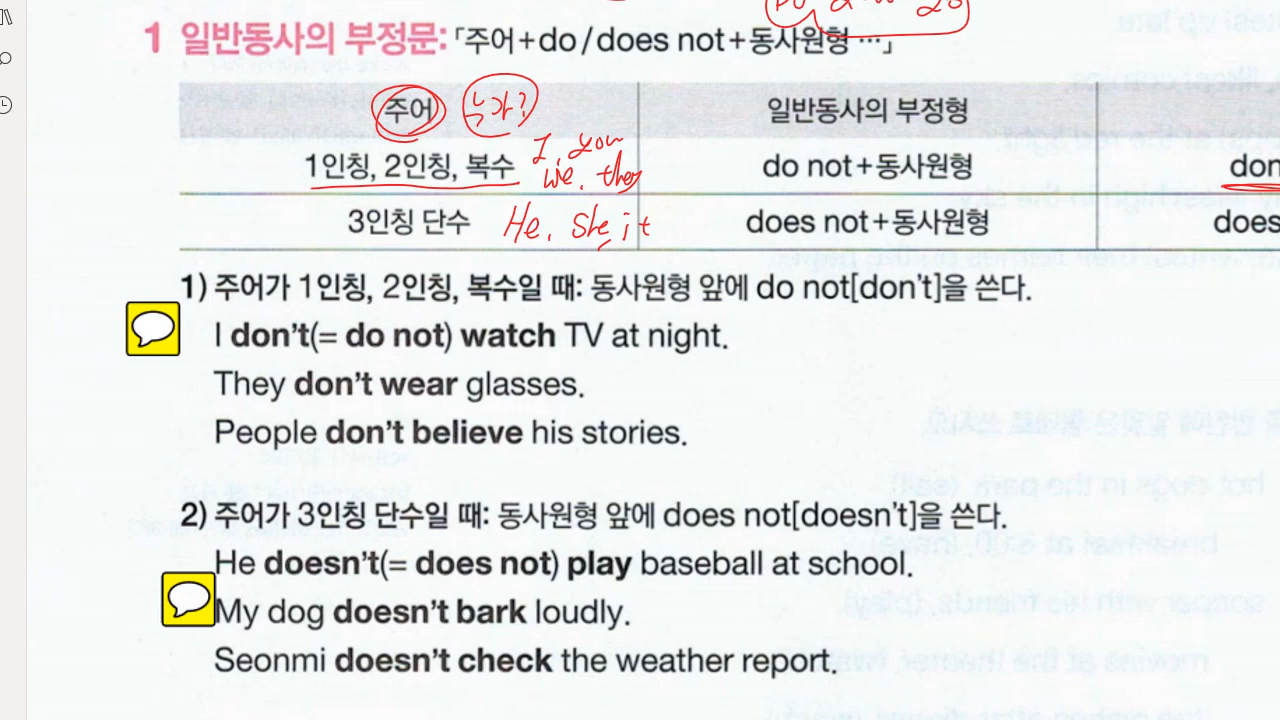 1 일반동사의 부정문: 「주어+do/does not+동사원형 …」
주어 누가? 일반동사의 부정형
I, you
1인칭, 2인칭, 복수 we, they do not+동사원형 don
3인칭 단수 He, she, it does not+동사원형 does
1) 주어가 1인칭, 2인칭, 복수일 때: 동사원형 앞에 do not[don't]을 쓴다.
I don't(= do not) watch TV at night.
They don't wear glasses.
People don't believe his stories.
2) 주어가 3인칭 단수일 때: 동사원형 앞에 does not[doesn't]을 쓴다.
He doesn't(= does not) play baseball at school.
My dog doesn't bark loudly.
Seonmi doesn't check the weather report.